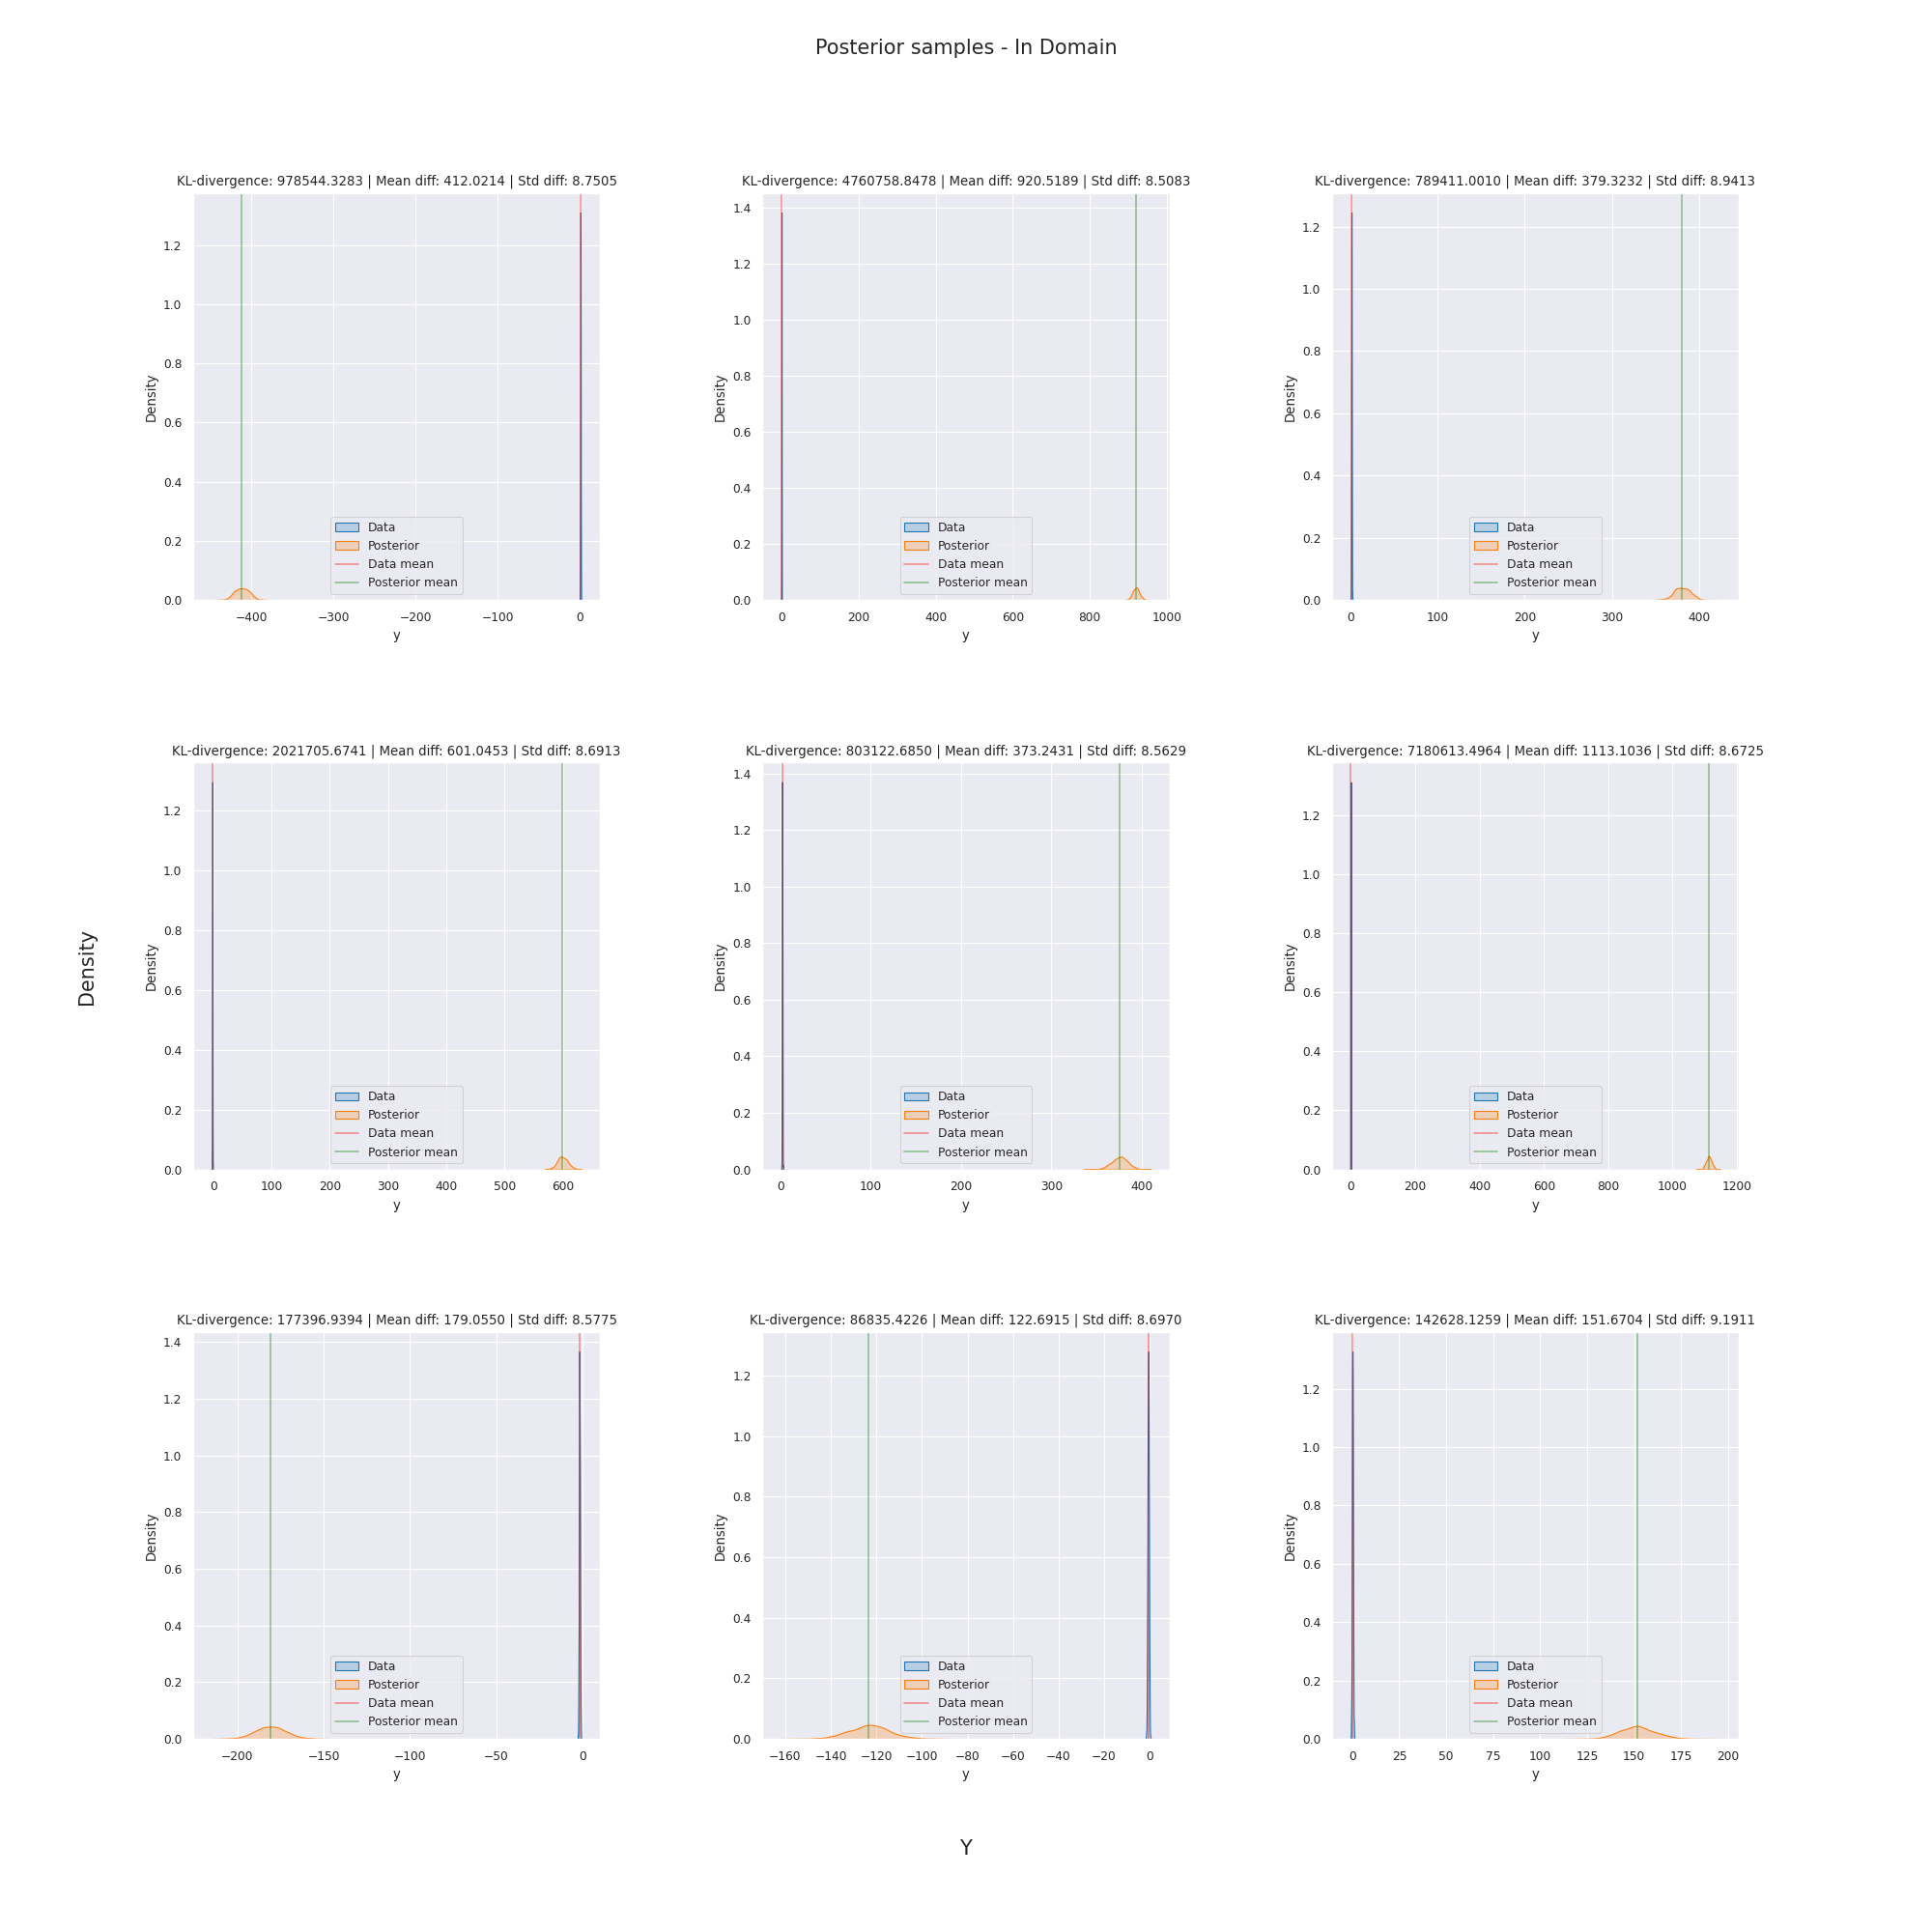 Posterior samples - In Domain
KL-divergence: 978544.3283 | Mean diff: 412.0214 | Std diff: 8.7505
1.2
1.0
0.8
0.6
0.4
0.2
0.0
Density
Data
Posterior
Data mean
Posterior mean
−400 −300 −200 −100 0
y
KL-divergence: 4760758.8478 | Mean diff: 920.5189 | Std diff: 8.5083
1.4
1.2
1.0
0.8
0.6
0.4
0.2
0.0
Density
Data
Posterior
Data mean
Posterior mean
0 200 400 600 800 1000
y
KL-divergence: 789411.0010 | Mean diff: 379.3232 | Std diff: 8.9413
1.2
1.0
0.8
0.6
0.4
0.2
0.0
Density
Data
Posterior
Data mean
Posterior mean
0 100 200 300 400
y
Density
KL-divergence: 2021705.6741 | Mean diff: 601.0453 | Std diff: 8.6913
1.2
1.0
0.8
0.6
0.4
0.2
0.0
Density
Data
Posterior
Data mean
Posterior mean
0 100 200 300 400 500 600
y
KL-divergence: 803122.6850 | Mean diff: 373.2431 | Std diff: 8.5629
1.4
1.2
1.0
0.8
0.6
0.4
0.2
0.0
Density
Data
Posterior
Data mean
Posterior mean
0 100 200 300 400
y
KL-divergence: 7180613.4964 | Mean diff: 1113.1036 | Std diff: 8.6725
1.2
1.0
0.8
0.6
0.4
0.2
0.0
Density
Data
Posterior
Data mean
Posterior mean
0 200 400 600 800 1000 1200
y
KL-divergence: 177396.9394 | Mean diff: 179.0550 | Std diff: 8.5775
1.4
1.2
1.0
0.8
0.6
0.4
0.2
0.0
Density
Data
Posterior
Data mean
Posterior mean
−200 −150 −100 −50 0
y
KL-divergence: 86835.4226 | Mean diff: 122.6915 | Std diff: 8.6970
1.2
1.0
0.8
0.6
0.4
0.2
0.0
Density
Data
Posterior
Data mean
Posterior mean
−160 −140 −120 −100 −80 −60 −40 −20 0
y
KL-divergence: 142628.1259 | Mean diff: 151.6704 | Std diff: 9.1911
1.2
1.0
0.8
0.6
0.4
0.2
0.0
Density
Data
Posterior
Data mean
Posterior mean
0 25 50 75 100 125 150 175 200
y
Y